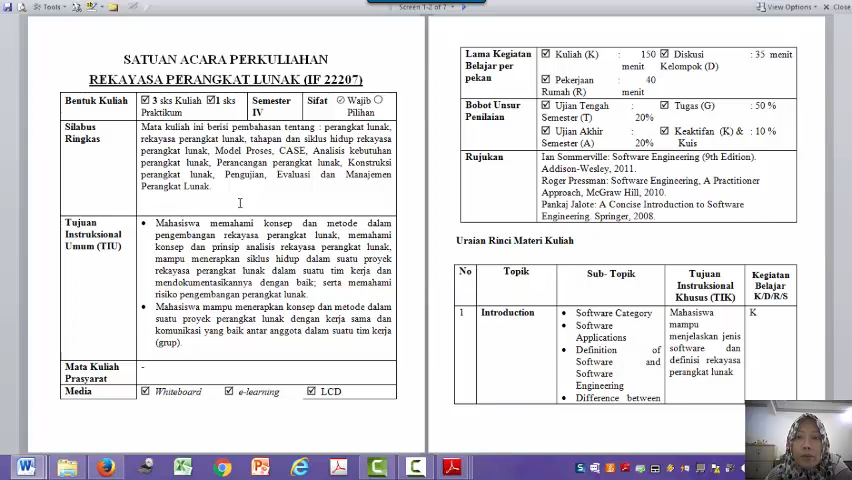 Tools
Screen 1-2 of 7
View Options
Close
SATUAN ACARA PERKULIAHAN
REKAYASA PERANGKAT LUNAK (IF 22207)
Bentuk Kuliah
3 sks Kuliah 1 sks
Praktikum
Semester
IV
Sifat
Wajib
Pilihan
Silabus
Ringkas
Mata kuliah ini berisi pembahasan tentang : perangkat lunak,
rekayasa perangkat lunak, tahapan dan siklus hidup rekayasa
perangkat lunak, Model Proses, CASE, Analisis kebutuhan
perangkat lunak, Perancangan perangkat lunak, Konstruksi
perangkat lunak, Pengujian, Evaluasi dan Manajemen
Perangkat Lunak.
Tujuan
Instruksional
Umum (TIU)
• Mahasiswa memahami konsep dan metode dalam
pengembangan rekayasa perangkat lunak, memahami
konsep dan prinsip analisis rekayasa perangkat lunak,
mampu menerapkan siklus hidup dalam suatu proyek
rekayasa perangkat lunak dalam suatu tim kerja dan
mendokumentasikannya dengan baik; serta memahami
risiko pengembangan perangkat lunak.
• Mahasiswa mampu menerapkan konsep dan metode dalam
suatu proyek perangkat lunak dengan kerja sama dan
komunikasi yang baik antar anggota dalam suatu tim kerja
(grup).
Mata Kuliah
Prasyarat
-
Media
Whiteboard
e-learning
LCD
Lama Kegiatan
Belajar per
pekan
Kuliah (K) : 150
menit
Diskusi : 35 menit
Kelompok (D)
Pekerjaan : 40
Rumah (R) menit
Bobot Unsur
Penilaian
Ujian Tengah :
Semester (T) 20%
Tugas (G) : 50 %
Ujian Akhir :
Semester (A) 20%
Keaktifan (K) & : 10 %
Kuis
Rujukan
Ian Sommerville: Software Engineering (9th Edition).
Addison-Wesley, 2011.
Roger Pressman: Software Engineering, A Practitioner
Approach, McGraw Hill, 2010.
Pankaj Jalote: A Concise Introduction to Software
Engineering. Springer, 2008.
Uraian Rinci Materi Kuliah
No
Topik
Sub- Topik
Tujuan
Instruksional
Khusus (TIK)
Kegiatan
Belajar
K/D/R/S
1
Introduction
• Software Category
• Software
Applications
• Definition of
Software and
Software
Engineering
• Difference between
Mahasiswa
mampu
menjelaskan jenis
software dan
definisi rekayasa
perangkat lunak
K